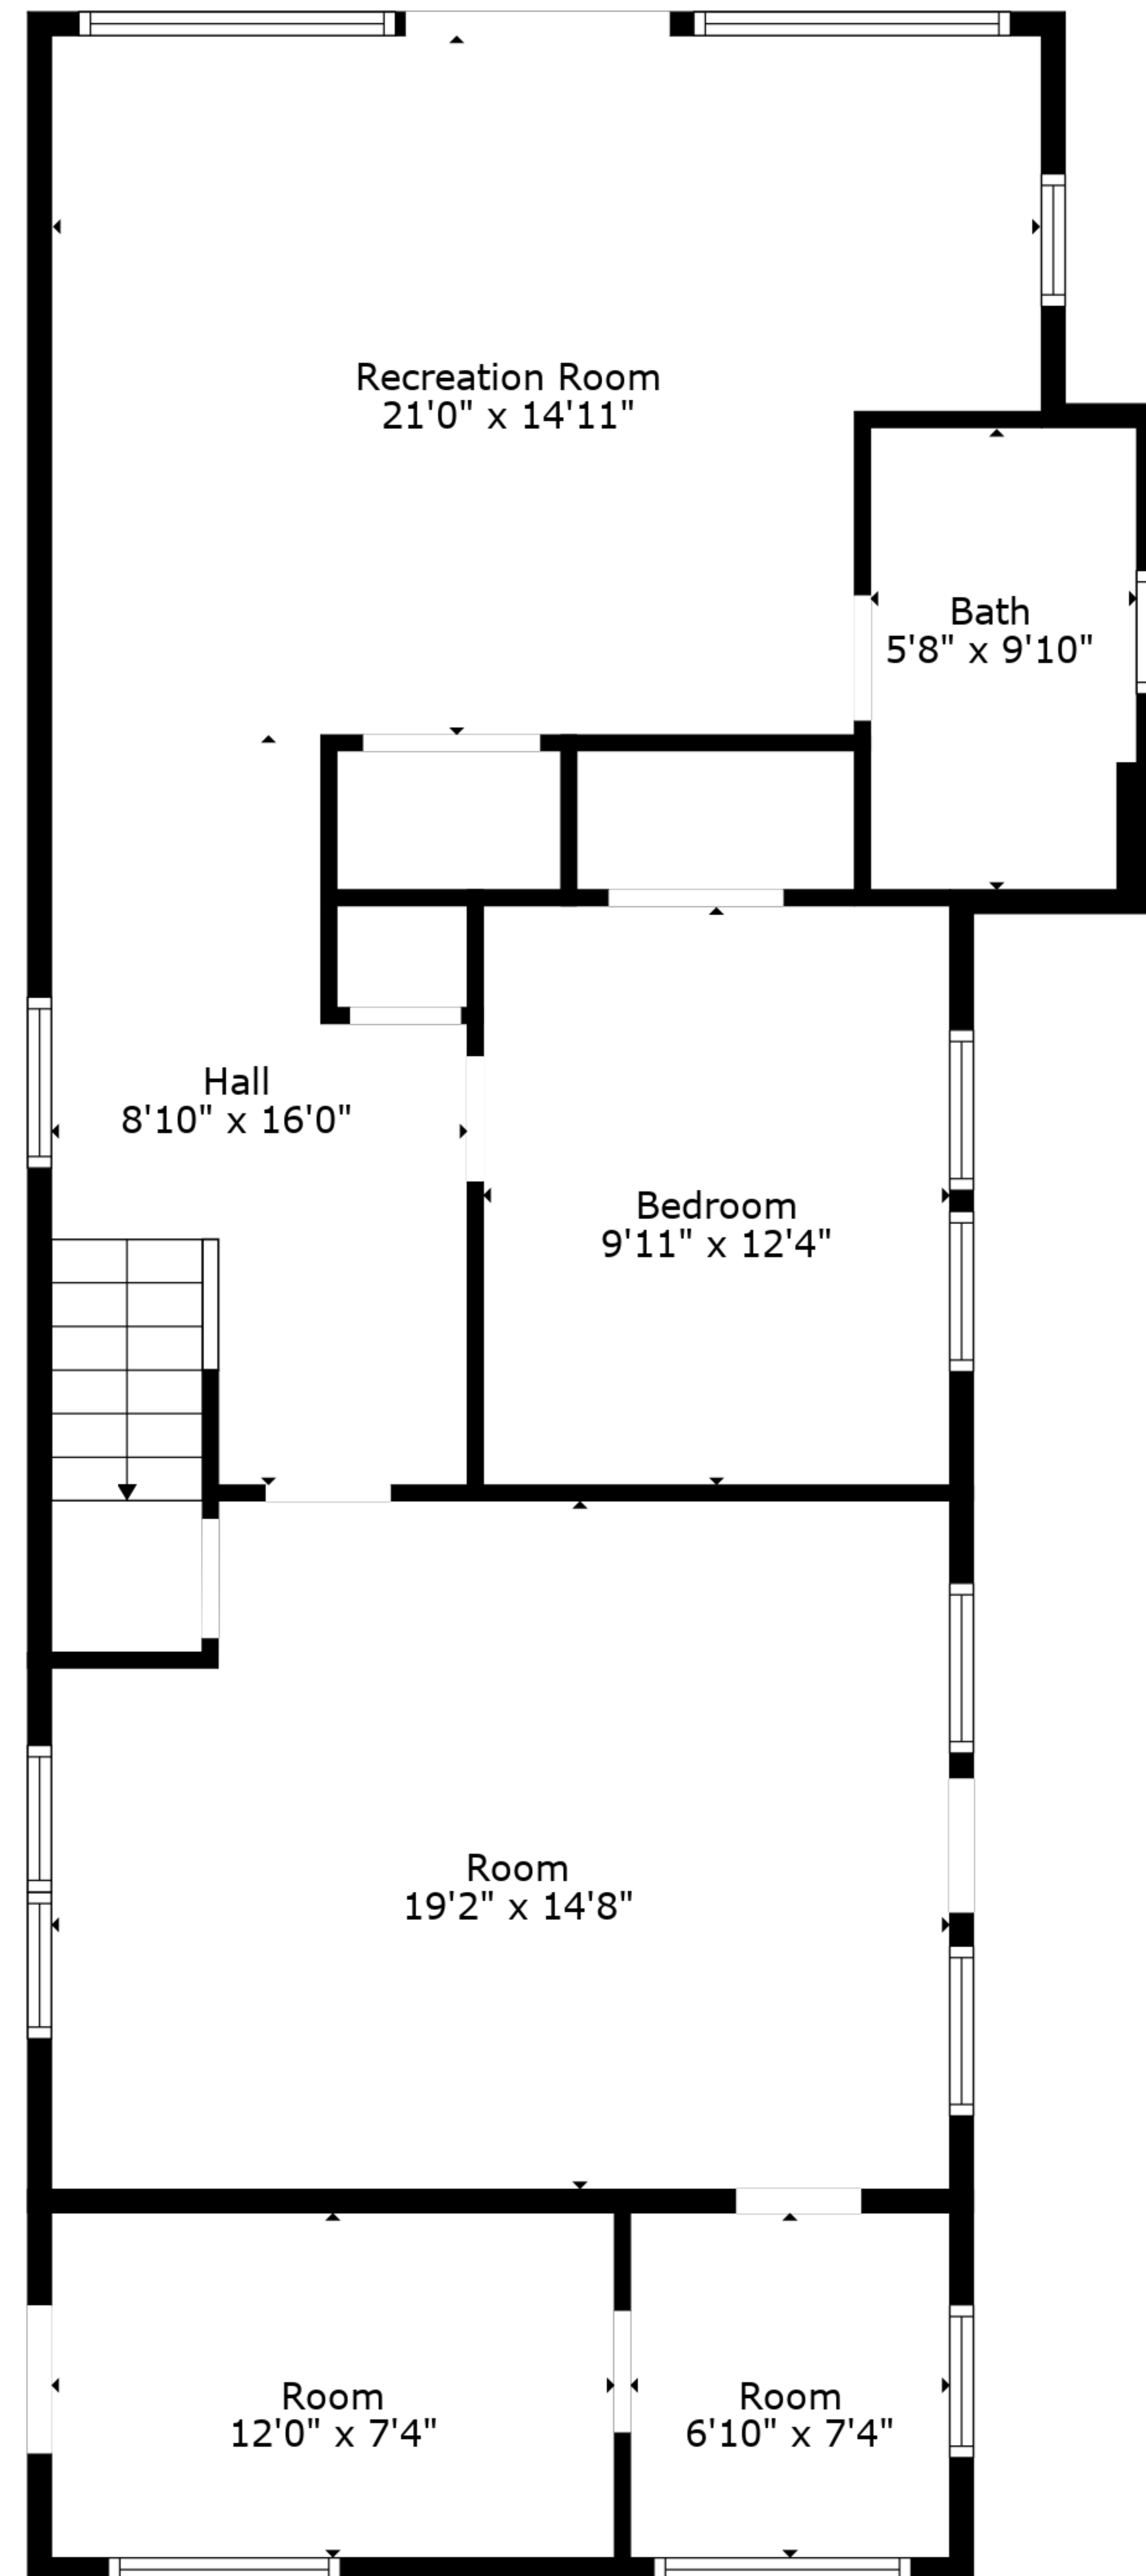 Recreation Room
21'0" x 14'11"
Bath
5'8" x 9'10"
Hall
8'10" x 16'0"
Bedroom
9'11" x 12'4"
Room
19'2" x 14'8"
Room
12'0" x 7'4"
Room
6'10" x 7'4"